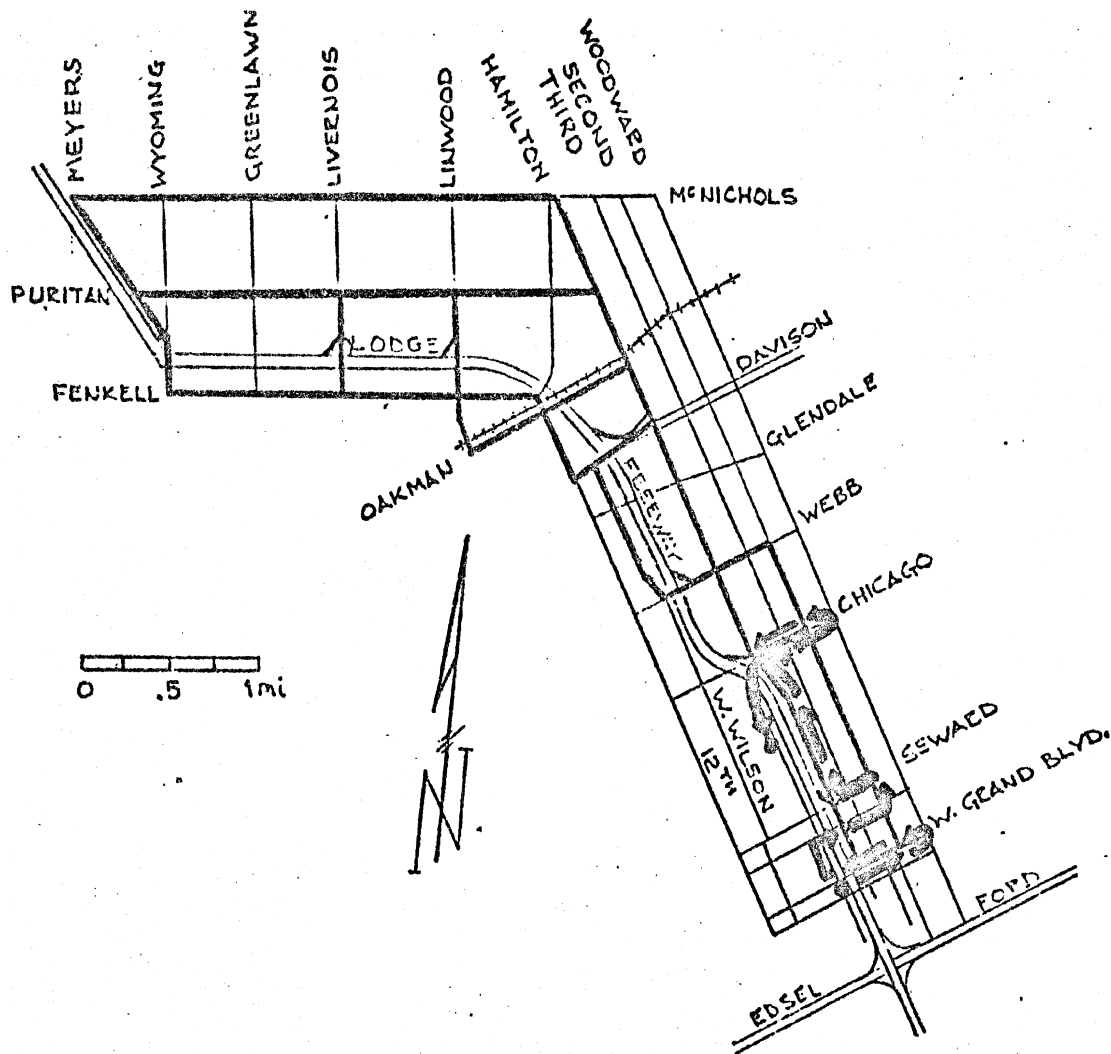 MEYERS
WYOMING
GREENLAWN
LIVERNOIS
LINWOOD
HAMILTON
THIRD
SECOND
WOODWARD
McNICHOLS
PURITAN
LODGE
FENKELL
DAVISON
GLENDALE
OAKMAN
FREEWAY
WEBB
CHICAGO
0 .5 1mi
W. WILSON
12TH
SEWARD
W. GRAND BLVD.
N
EDSEL FORD